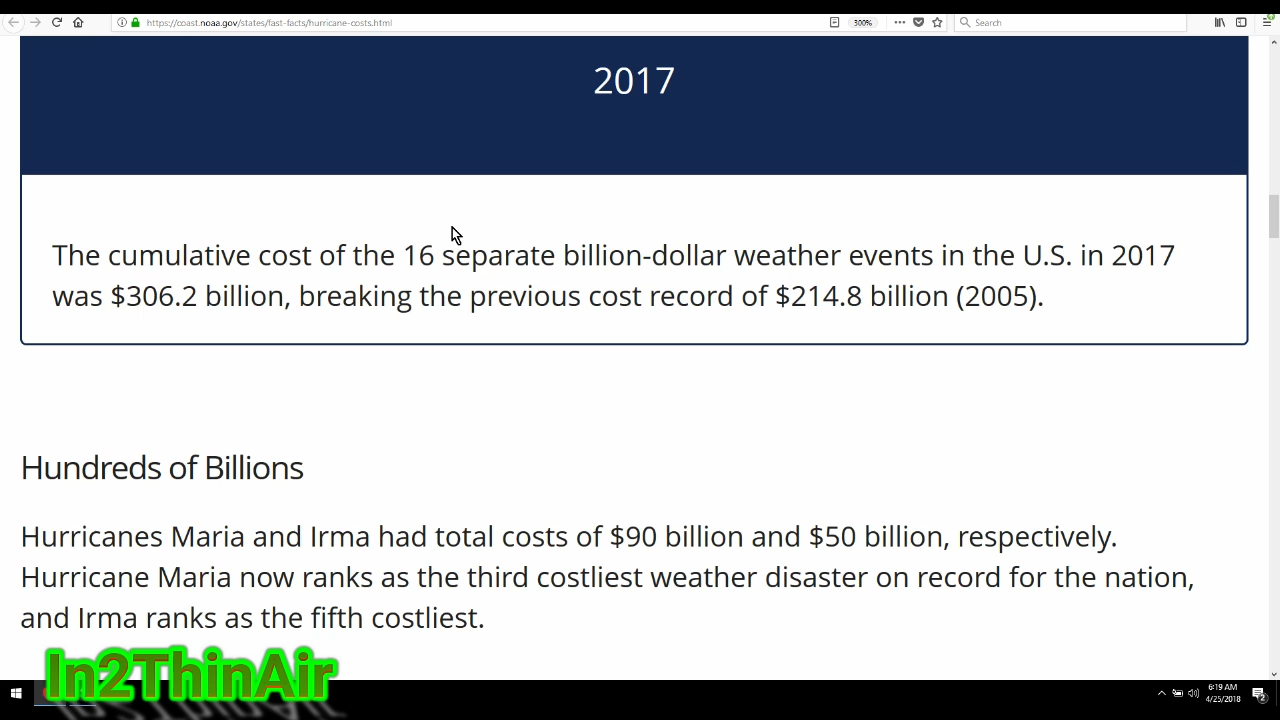 https://coast.noaa.gov/states/fast-facts/hurricane-costs.html
300%
Search
2017
The cumulative cost of the 16 separate billion-dollar weather events in the U.S. in 2017
was $306.2 billion, breaking the previous cost record of $214.8 billion (2005).
Hundreds of Billions
Hurricanes Maria and Irma had total costs of $90 billion and $50 billion, respectively.
Hurricane Maria now ranks as the third costliest weather disaster on record for the nation,
and Irma ranks as the fifth costliest.
In2ThinAir
6:19 AM
4/25/2018
2